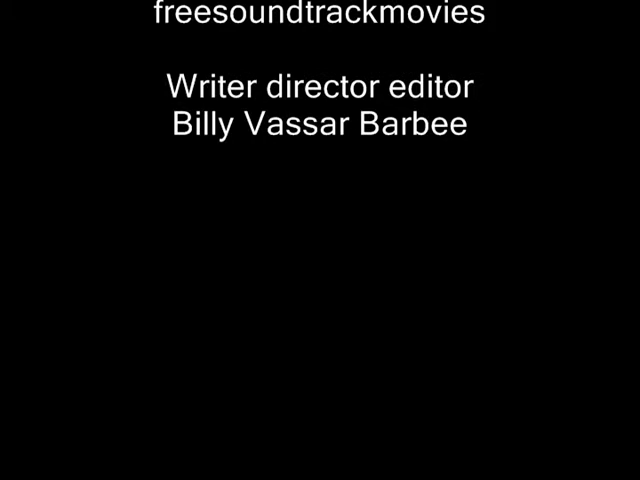 freesoundtrackmovies
Writer director editor
Billy Vassar Barbee